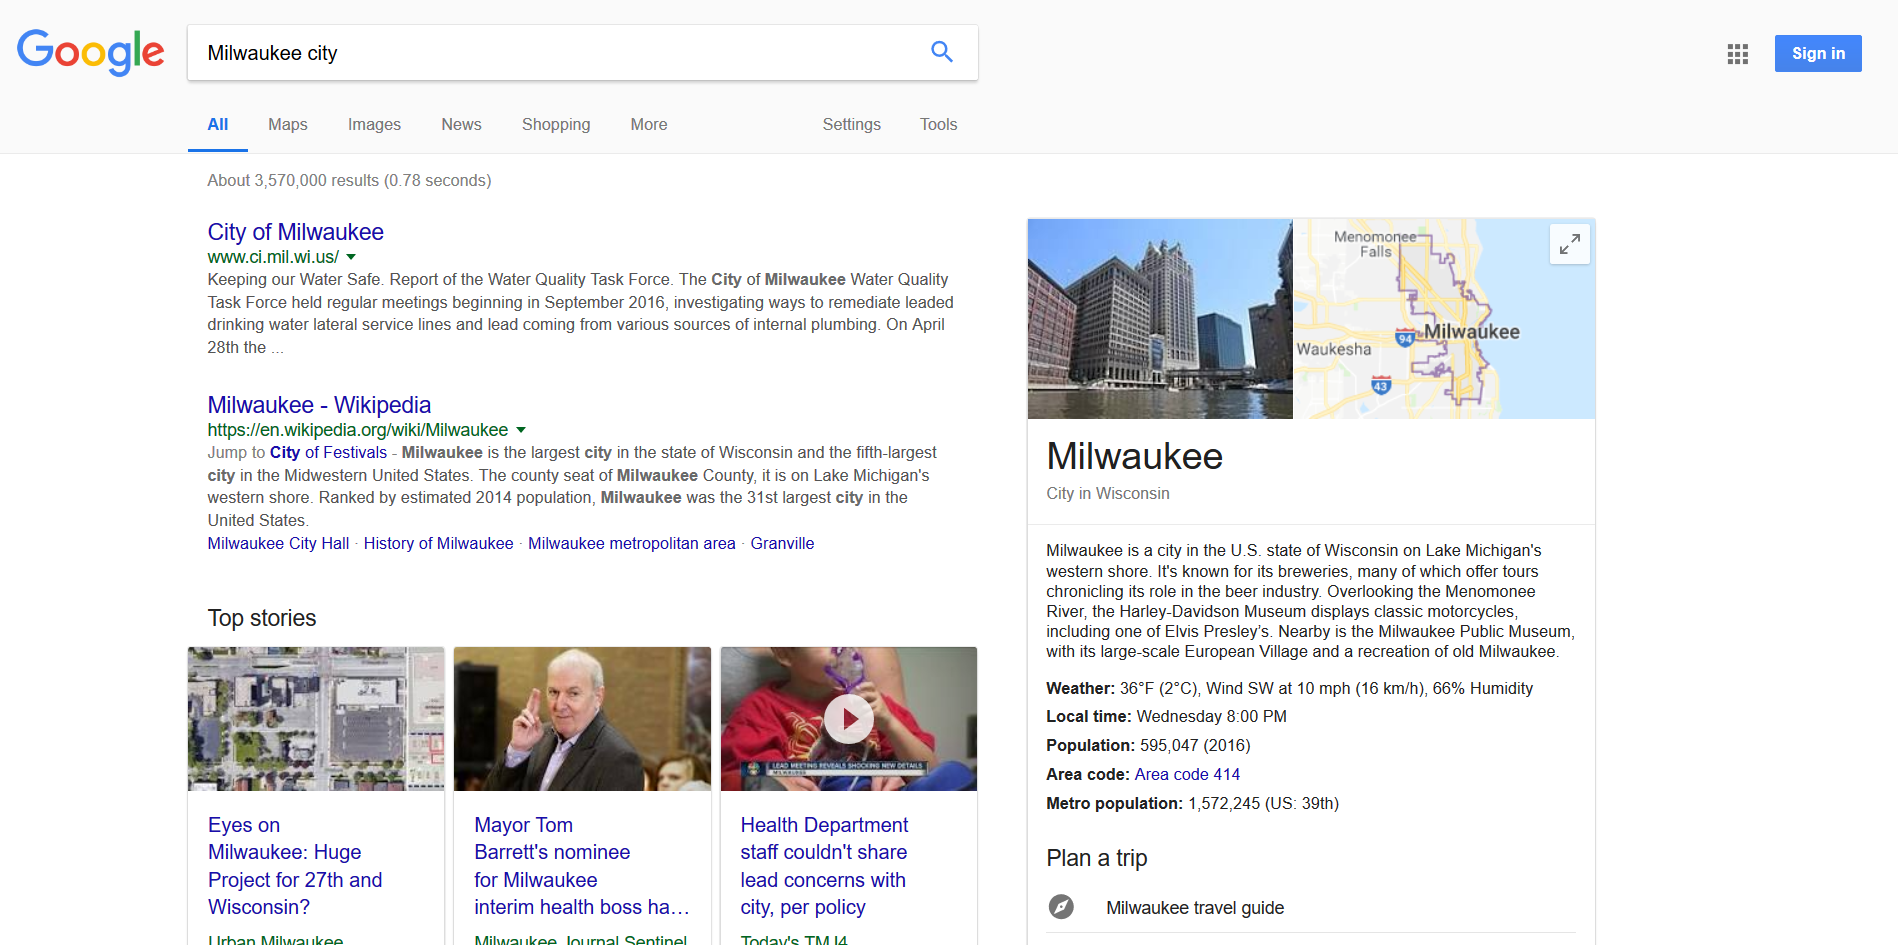 Google
Milwaukee city
Sign in
All
Maps
Images
News
Shopping
More
Settings
Tools
About 3,570,000 results (0.78 seconds)
City of Milwaukee
www.ci.mil.wi.us/
Keeping our Water Safe. Report of the Water Quality Task Force. The City of Milwaukee Water Quality
Task Force held regular meetings beginning in September 2016, investigating ways to remediate leaded
drinking water lateral service lines and lead coming from various sources of internal plumbing. On April
28th the ...
Milwaukee - Wikipedia
https://en.wikipedia.org/wiki/Milwaukee
Jump to City of Festivals - Milwaukee is the largest city in the state of Wisconsin and the fifth-largest
city in the Midwestern United States. The county seat of Milwaukee County, it is on Lake Michigan's
western shore. Ranked by estimated 2014 population, Milwaukee was the 31st largest city in the
United States.
Milwaukee City Hall · History of Milwaukee · Milwaukee metropolitan area · Granville
Top stories
LEAD MEETING REVEALS SHOCKING NEW DETAILS
MILWAUKEE
Eyes on
Milwaukee: Huge
Project for 27th and
Wisconsin?
Urban Milwaukee
Mayor Tom
Barrett's nominee
for Milwaukee
interim health boss ha...
Milwaukee Journal Sentinel
Health Department
staff couldn't share
lead concerns with
city, per policy
Today's TMJ4
Menomonee
Falls
Milwaukee
94
Waukesha
43
Milwaukee
City in Wisconsin
Milwaukee is a city in the U.S. state of Wisconsin on Lake Michigan's
western shore. It's known for its breweries, many of which offer tours
chronicling its role in the beer industry. Overlooking the Menomonee
River, the Harley-Davidson Museum displays classic motorcycles,
including one of Elvis Presley's. Nearby is the Milwaukee Public Museum,
with its large-scale European Village and a recreation of old Milwaukee.
Weather: 36°F (2°C), Wind SW at 10 mph (16 km/h), 66% Humidity
Local time: Wednesday 8:00 PM
Population: 595,047 (2016)
Area code: Area code 414
Metro population: 1,572,245 (US: 39th)
Plan a trip
Milwaukee travel guide